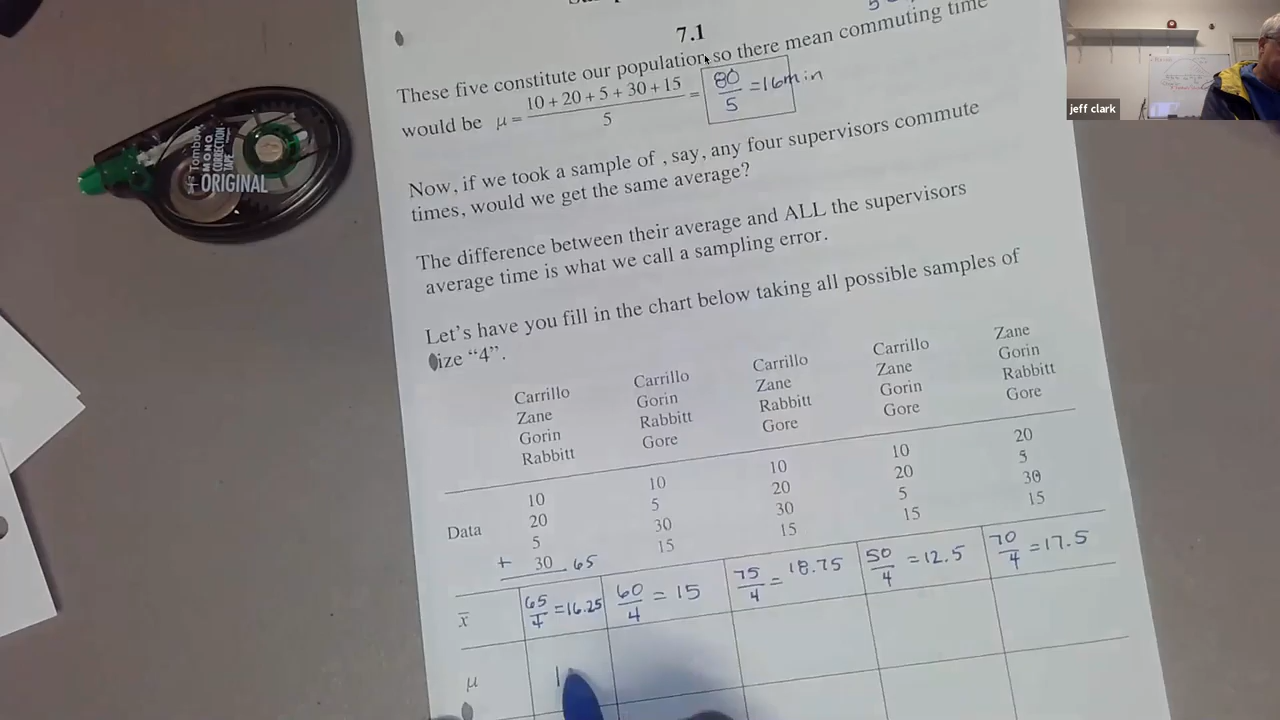 7.1
These five constitute our population so there mean commuting time
would be μ = 10 + 20 + 5 + 30 + 15 / 5 = 80/5 = 16min
Now, if we took a sample of , say, any four supervisors commute
times, would we get the same average?
The difference between their average and ALL the supervisors
average time is what we call a sampling error.
Let's have you fill in the chart below taking all possible samples of
ize “4”.
Carrillo Carrillo Carrillo Carrillo Zane
Zane Gorin Zane Zane Gorin
Gorin Rabbitt Rabbitt Gorin Rabbitt
Rabbitt Gore Gore Gore Gore
10 10 10 10 20
Data 20 5 20 20 5
5 30 30 5 30
+ 30 65 15 15 15 15
x̄ 65/4 =16.25 60/4 = 15 75/4 = 18.75 50/4 = 12.5 70/4 =17.5
μ 1
Tombow
MONO
CORRECTION
TAPE
ORIGINAL
jeff clark